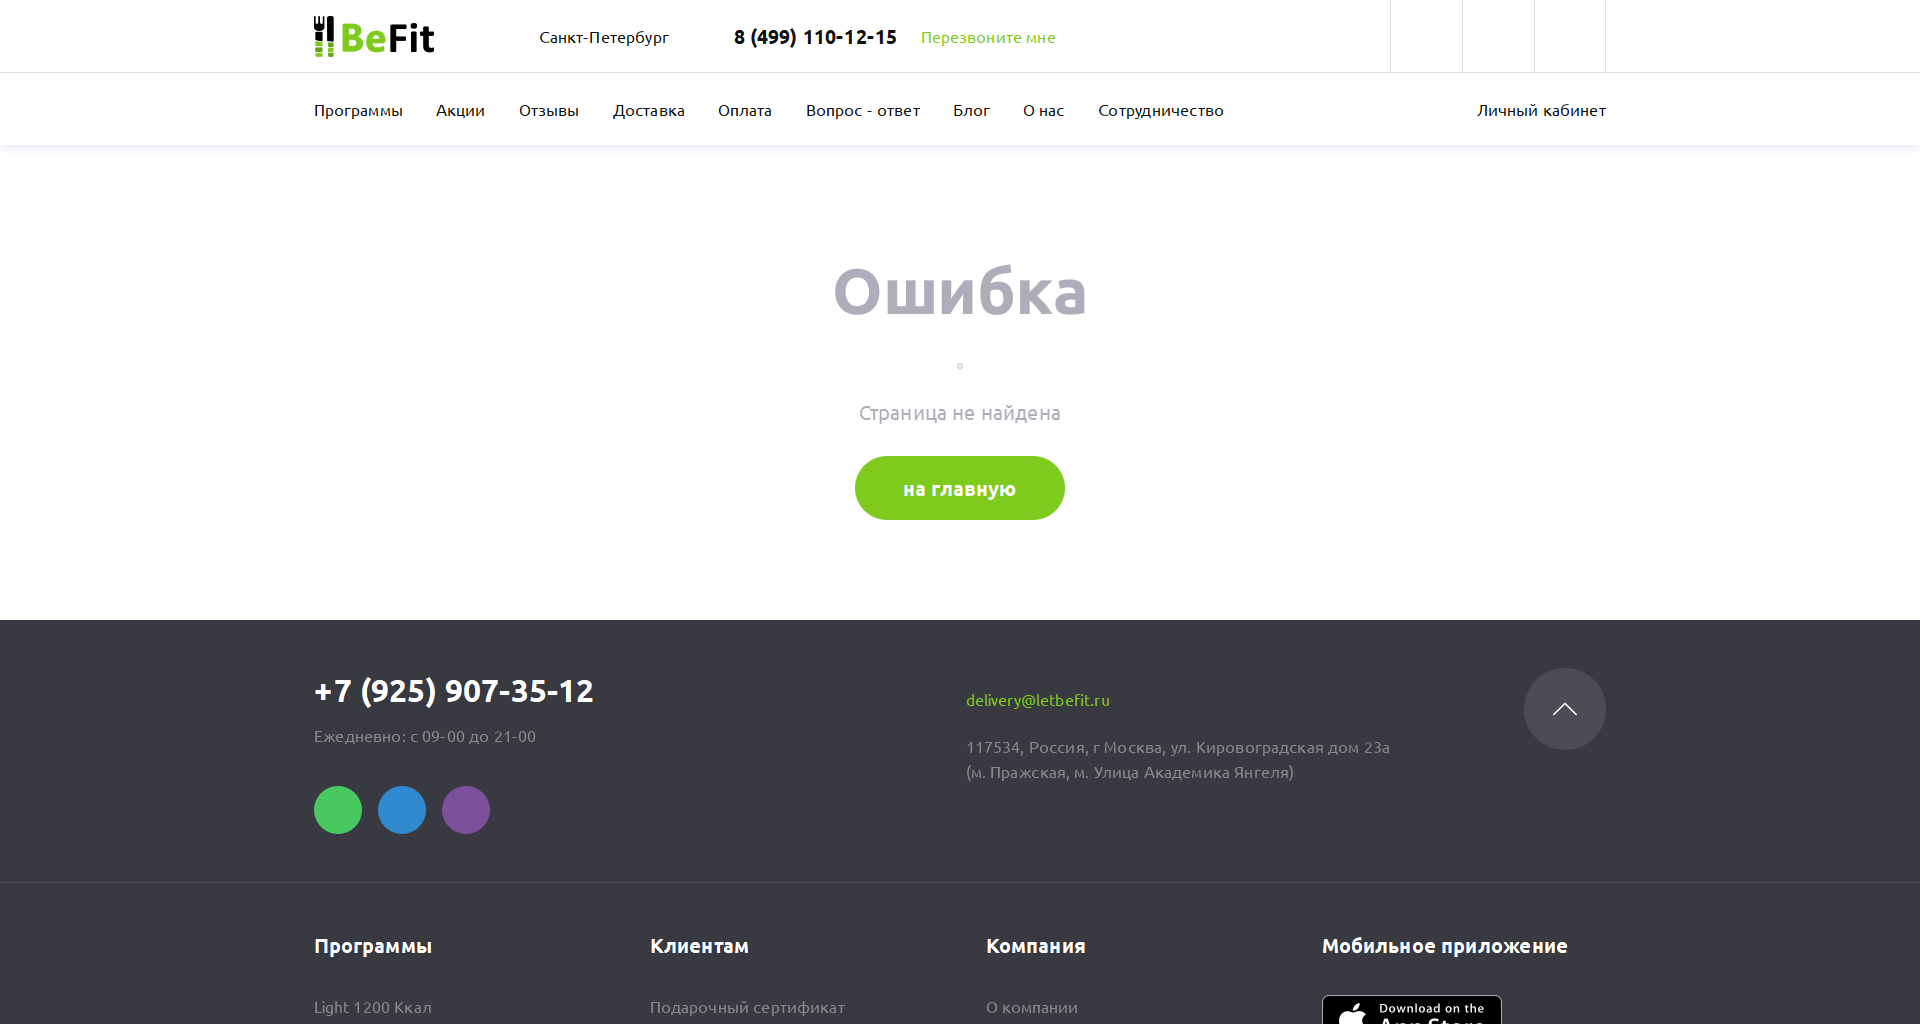 BeFit
Санкт-Петербург
8 (499) 110-12-15
Перезвоните мне
Программы
Акции
Отзывы
Доставка
Оплата
Вопрос - ответ
Блог
О нас
Сотрудничество
Личный кабинет
Ошибка
Страница не найдена
на главную
+7 (925) 907-35-12
Ежедневно: с 09-00 до 21-00
delivery@letbefit.ru
117534, Россия, г Москва, ул. Кировоградская дом 23а
(м. Пражская, м. Улица Академика Янгеля)
Программы
Клиентам
Компания
Мобильное приложение
Light 1200 Ккал
Подарочный сертификат
О компании
Download on the
App Store